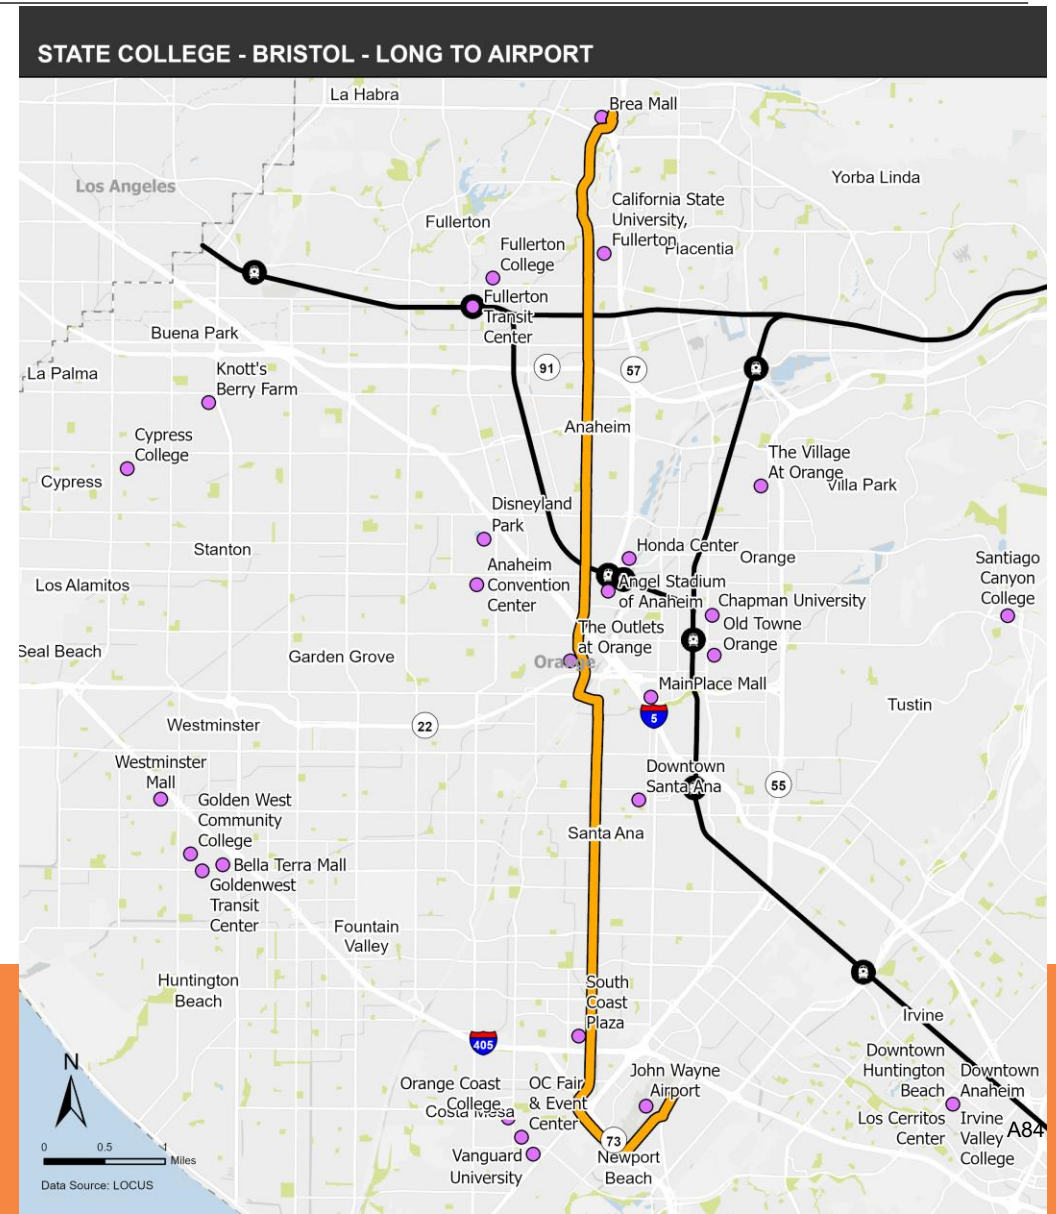 STATE COLLEGE - BRISTOL - LONG TO AIRPORT
La Habra
Brea Mall
Los Angeles
Yorba Linda
California State
University,
Fullerton
Placentia
Fullerton
Fullerton
College
Fullerton
Transit
Center
Buena Park
La Palma
Knott's
Berry Farm
91
57
Cypress
College
Cypress
Anaheim
The Village
At Orange
Villa Park
Disneyland
Park
Stanton
Honda Center
Orange
Santiago
Canyon
College
Los Alamitos
Anaheim
Convention
Center
Angel Stadium
of Anaheim
Chapman University
The Outlets
at Orange
Old Towne
Orange
Seal Beach
Garden Grove
Orange
MainPlace Mall
5
Tustin
Westminster
22
Westminster
Mall
Downtown
Santa Ana
55
Golden West
Community
College
Santa Ana
Bella Terra Mall
Goldenwest
Transit
Center
Fountain
Valley
Huntington
Beach
South
Coast
Plaza
Irvine
405
N
Orange Coast
College
Costa Mesa
OC Fair
& Event
Center
John Wayne
Airport
Downtown
Huntington
Beach
Downtown
Anaheim
Los Cerritos
Center
Irvine
Valley
College
A84
73
Vanguard
University
Newport
Beach
0 0.5 1
Miles
Data Source: LOCUS